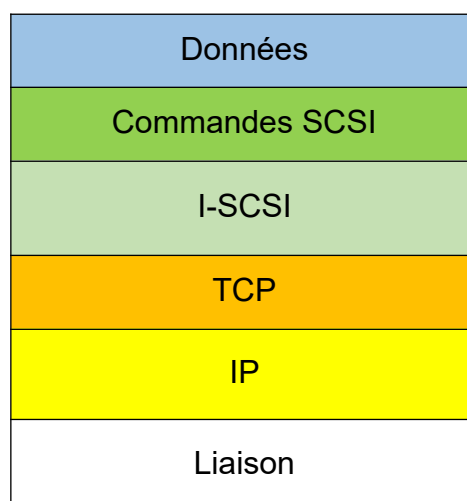 Données
Commandes SCSI
I-SCSI
TCP
IP
Liaison